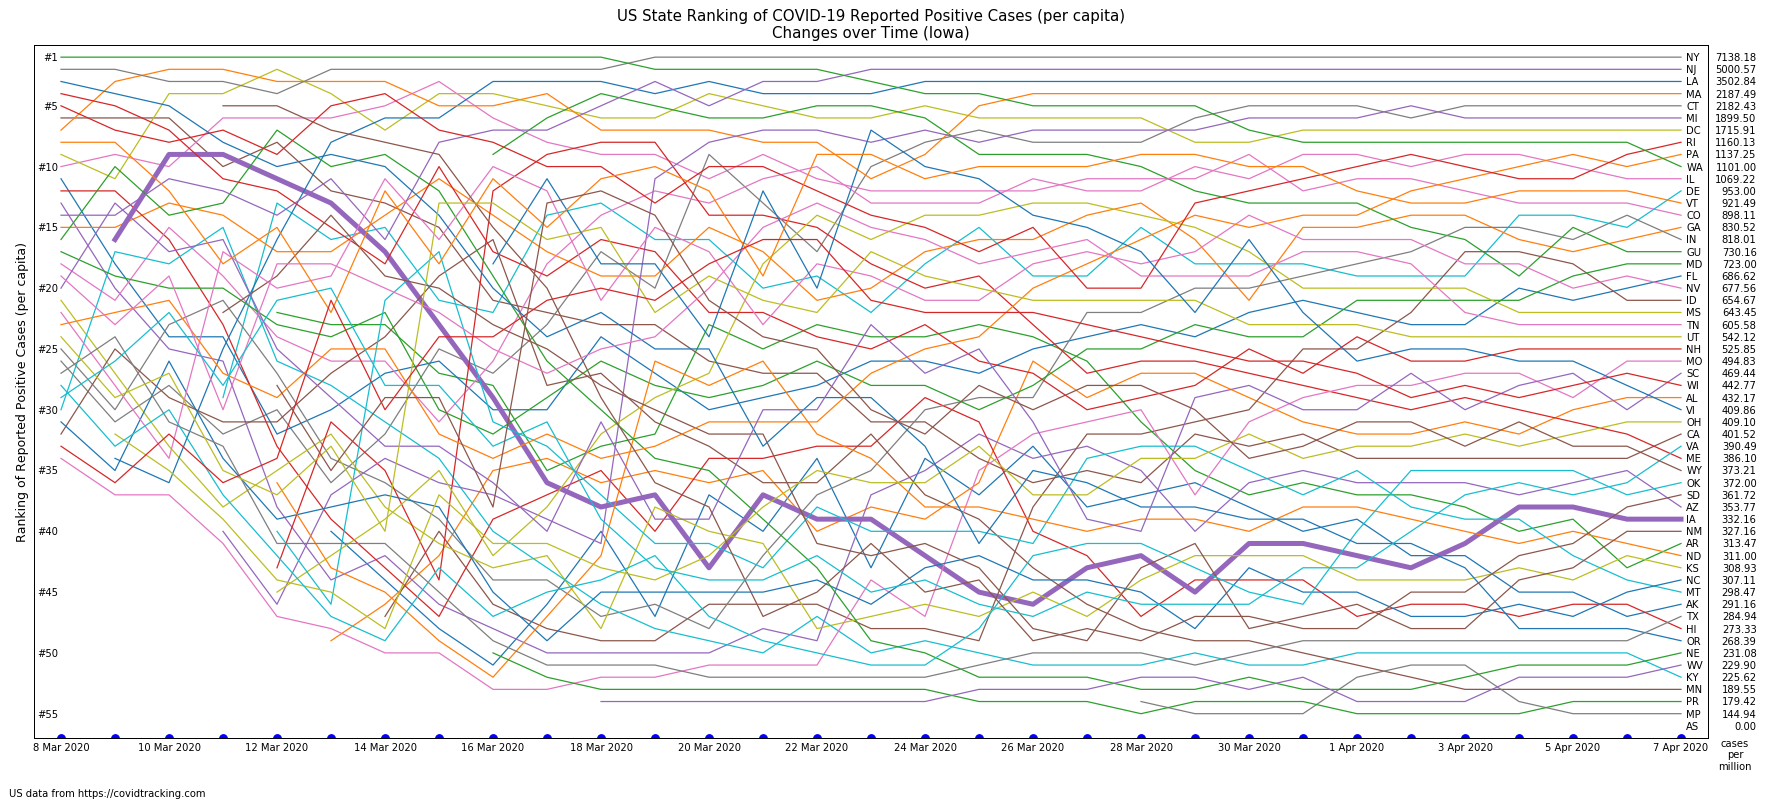 US State Ranking of COVID-19 Reported Positive Cases (per capita)
Changes over Time (Iowa)
Ranking of Reported Positive Cases (per capita)
#1
#5
#10
#15
#20
#25
#30
#35
#40
#45
#50
#55
NY 7138.18
NJ 5000.57
LA 3502.84
MA 2187.49
CT 2182.43
MI 1899.50
DC 1715.91
RI 1160.13
PA 1137.25
WA 1101.00
IL 1069.22
DE 953.00
VT 921.49
CO 898.11
GA 830.52
IN 818.01
GU 730.16
MD 723.00
FL 686.62
NV 677.56
ID 654.67
MS 643.45
TN 605.58
UT 542.12
NH 525.85
MO 494.83
SC 469.44
WI 442.77
AL 432.17
VI 409.86
OH 409.10
CA 401.52
VA 390.49
ME 386.10
WY 373.21
OK 372.00
SD 361.72
AZ 353.77
IA 332.16
NM 327.16
AR 313.47
ND 311.00
KS 308.93
NC 307.11
MT 298.47
AK 291.16
TX 284.94
HI 273.33
OR 268.39
NE 231.08
WV 229.90
KY 225.62
MN 189.55
PR 179.42
MP 144.94
AS 0.00
8 Mar 2020 10 Mar 2020 12 Mar 2020 14 Mar 2020 16 Mar 2020 18 Mar 2020 20 Mar 2020 22 Mar 2020 24 Mar 2020 26 Mar 2020 28 Mar 2020 30 Mar 2020 1 Apr 2020 3 Apr 2020 5 Apr 2020 7 Apr 2020
cases
per
million
US data from https://covidtracking.com